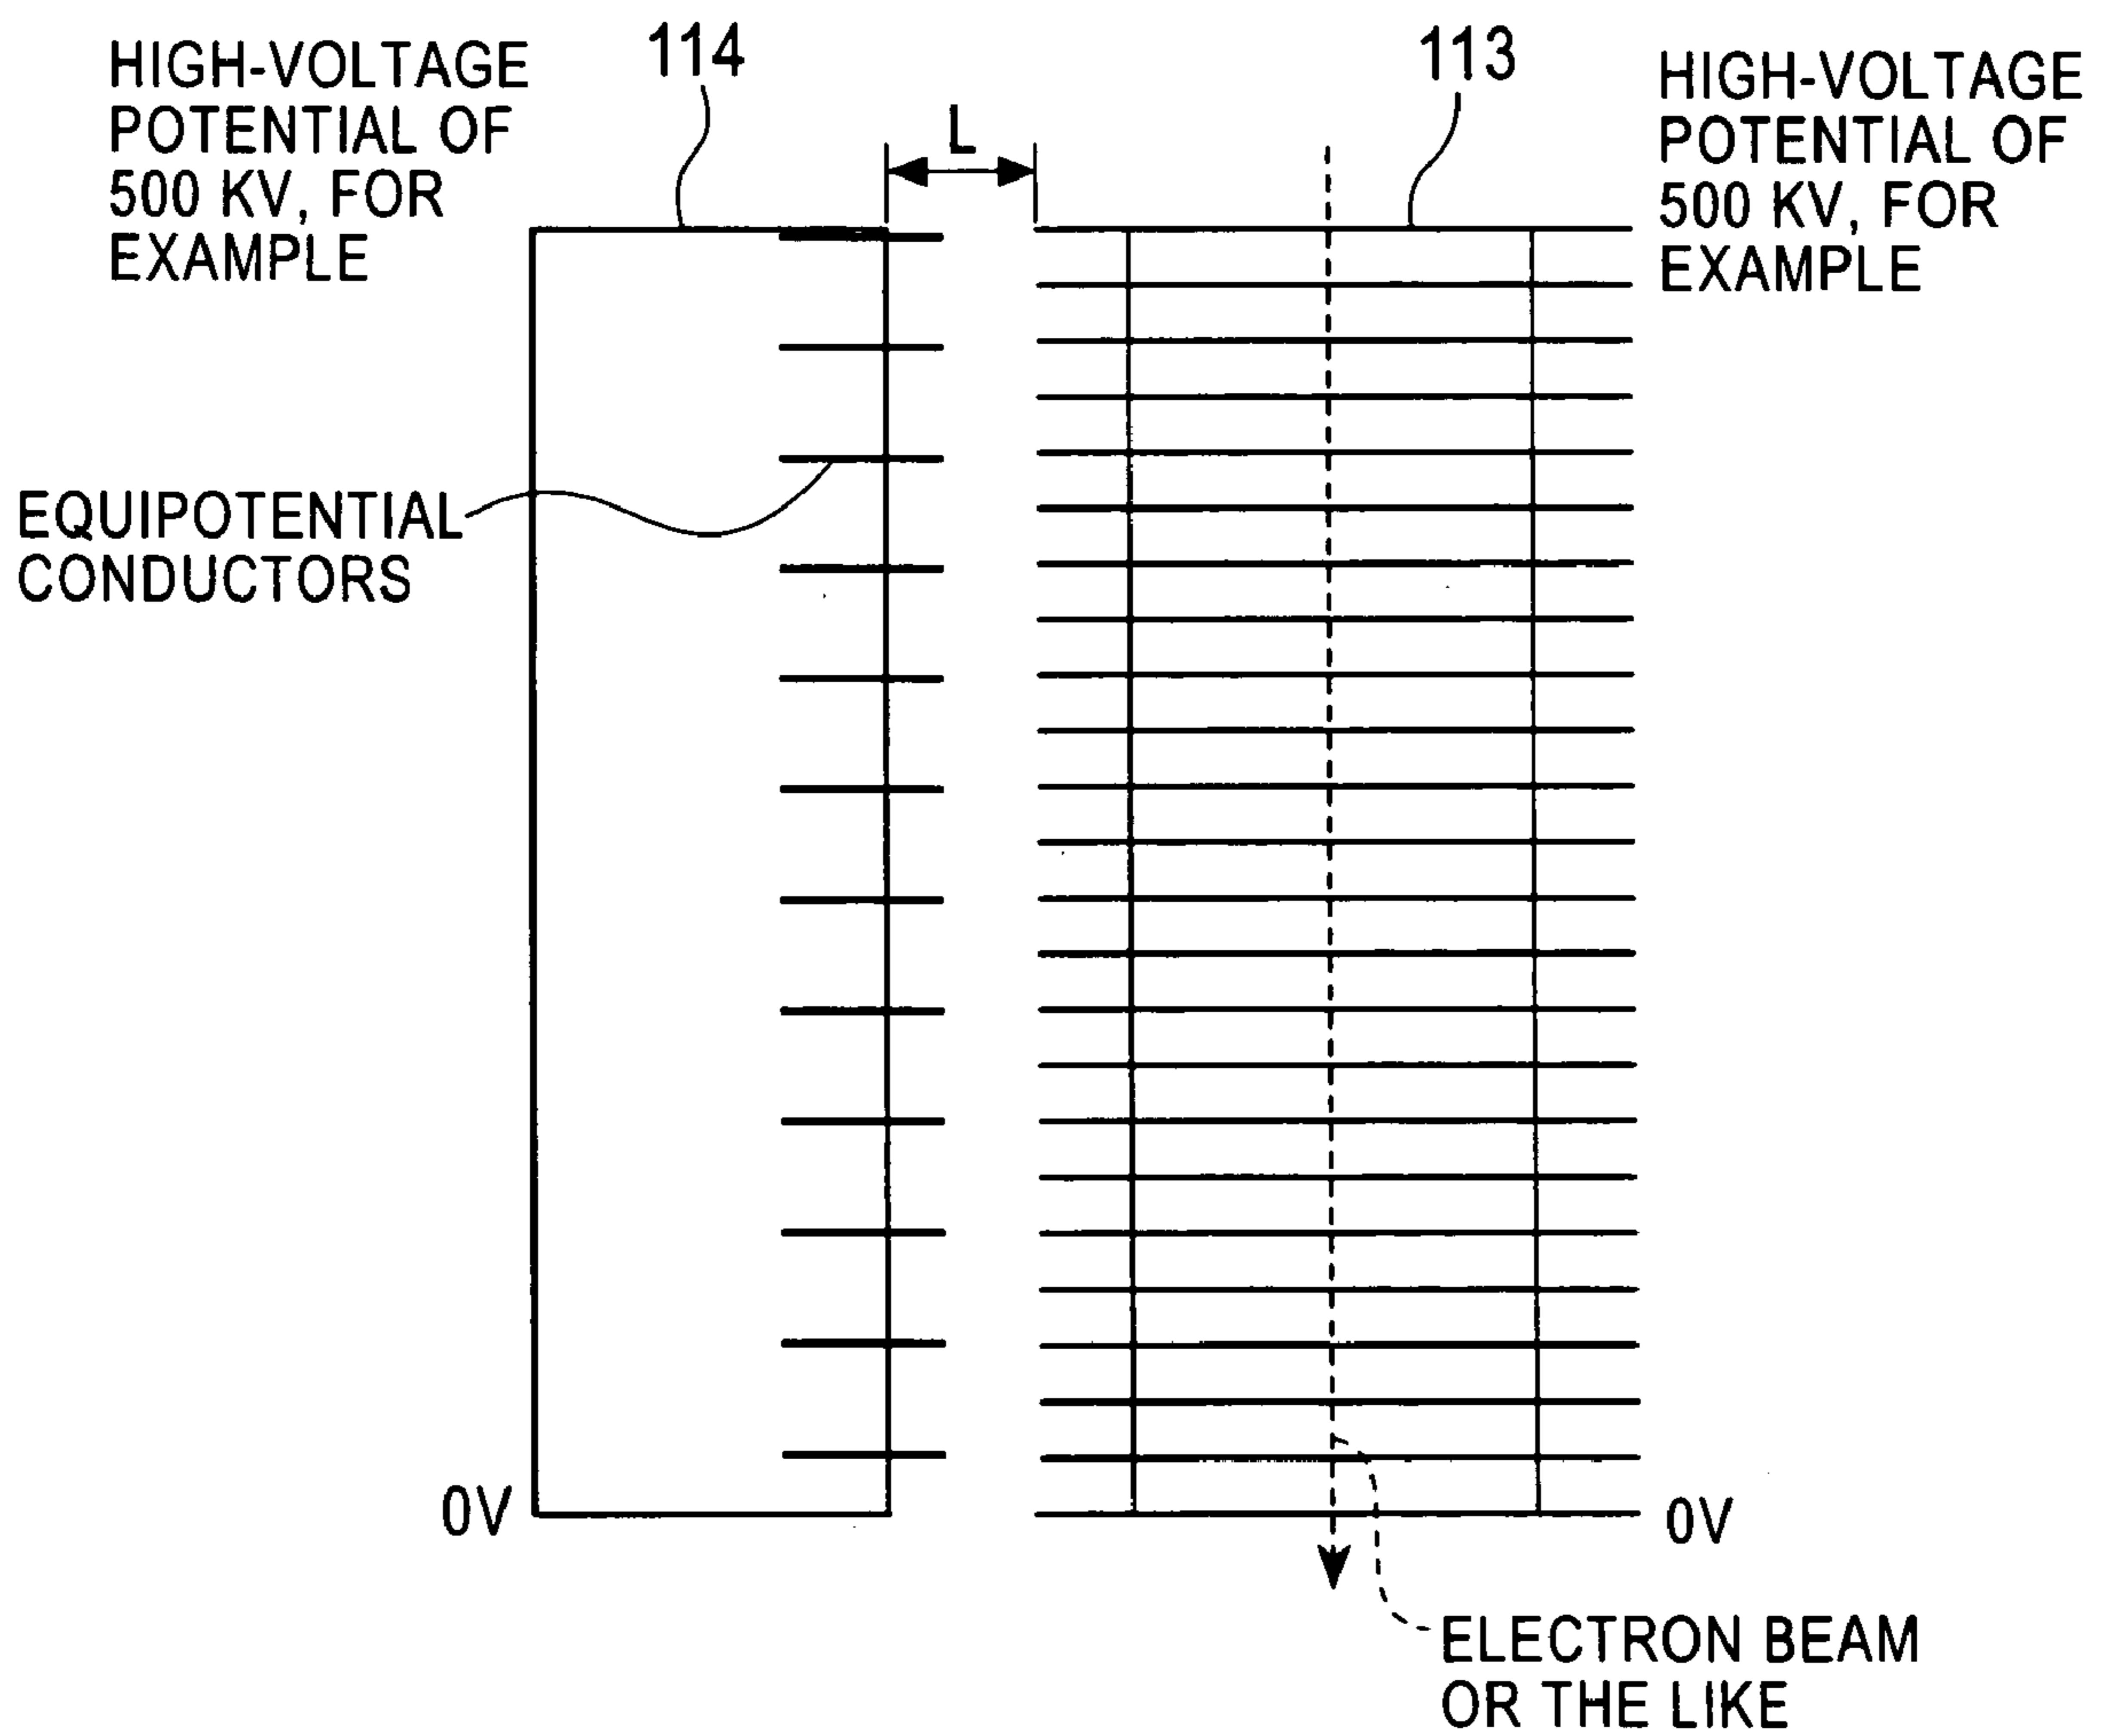 HIGH-VOLTAGE
POTENTIAL OF
500 KV, FOR
EXAMPLE
114
L
113
HIGH-VOLTAGE
POTENTIAL OF
500 KV, FOR
EXAMPLE
EQUIPOTENTIAL
CONDUCTORS
0V
0V
ELECTRON BEAM
OR THE LIKE